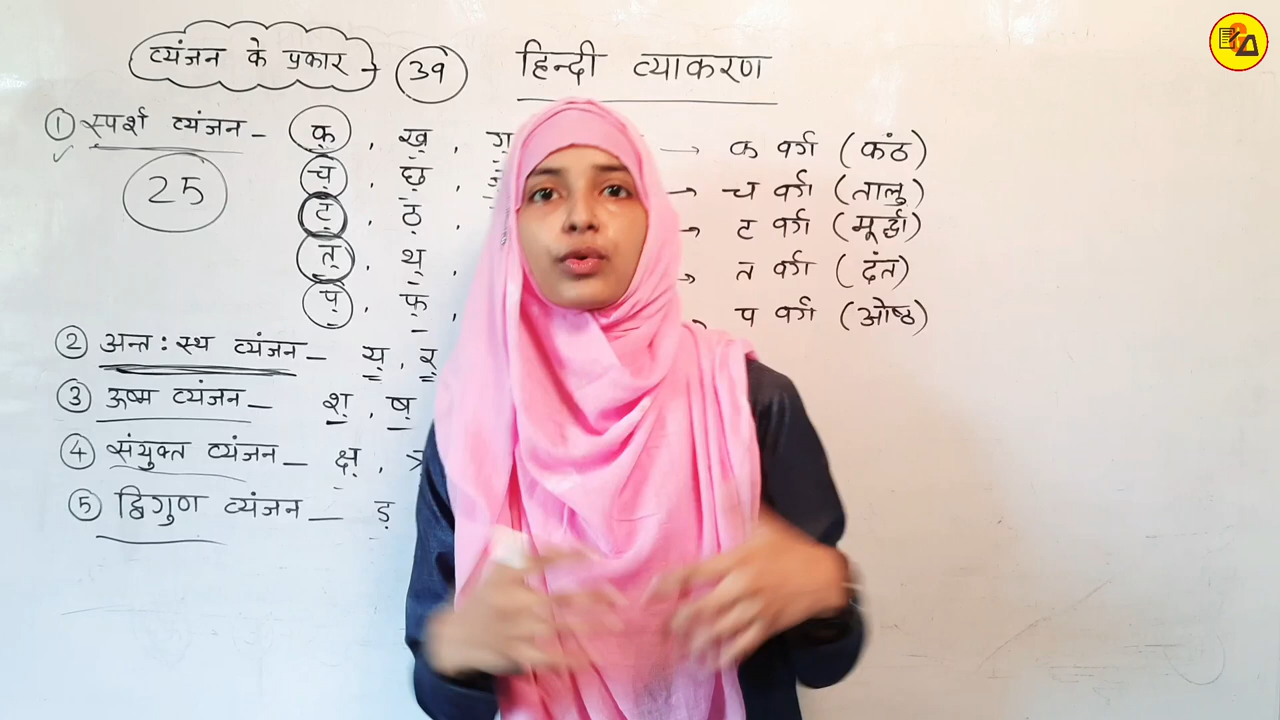 व्यंजन के प्रकार - 39 हिन्दी व्याकरण
① स्पर्श व्यंजन - क्, ख्, ग् → क वर्ग (कंठ)
25 च्, छ्, → च वर्ग (तालु)
ट्, ठ्, → ट वर्ग (मूर्द्धा)
त्, थ्, → त वर्ग (दंत)
प्, फ्, → प वर्ग (ओष्ठ)
② अन्त:स्थ व्यंजन - य्, र्
③ ऊष्म व्यंजन - श्, ष्
④ संयुक्त व्यंजन - क्ष्,
⑤ द्विगुण व्यंजन - ड़